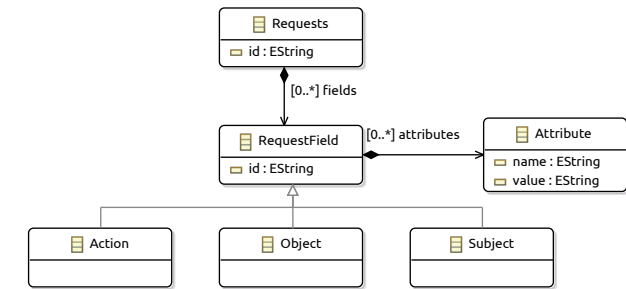 Requests
id : EString
[0..*] fields
RequestField
id : EString
[0..*] attributes
Attribute
name : EString
value : EString
Action
Object
Subject